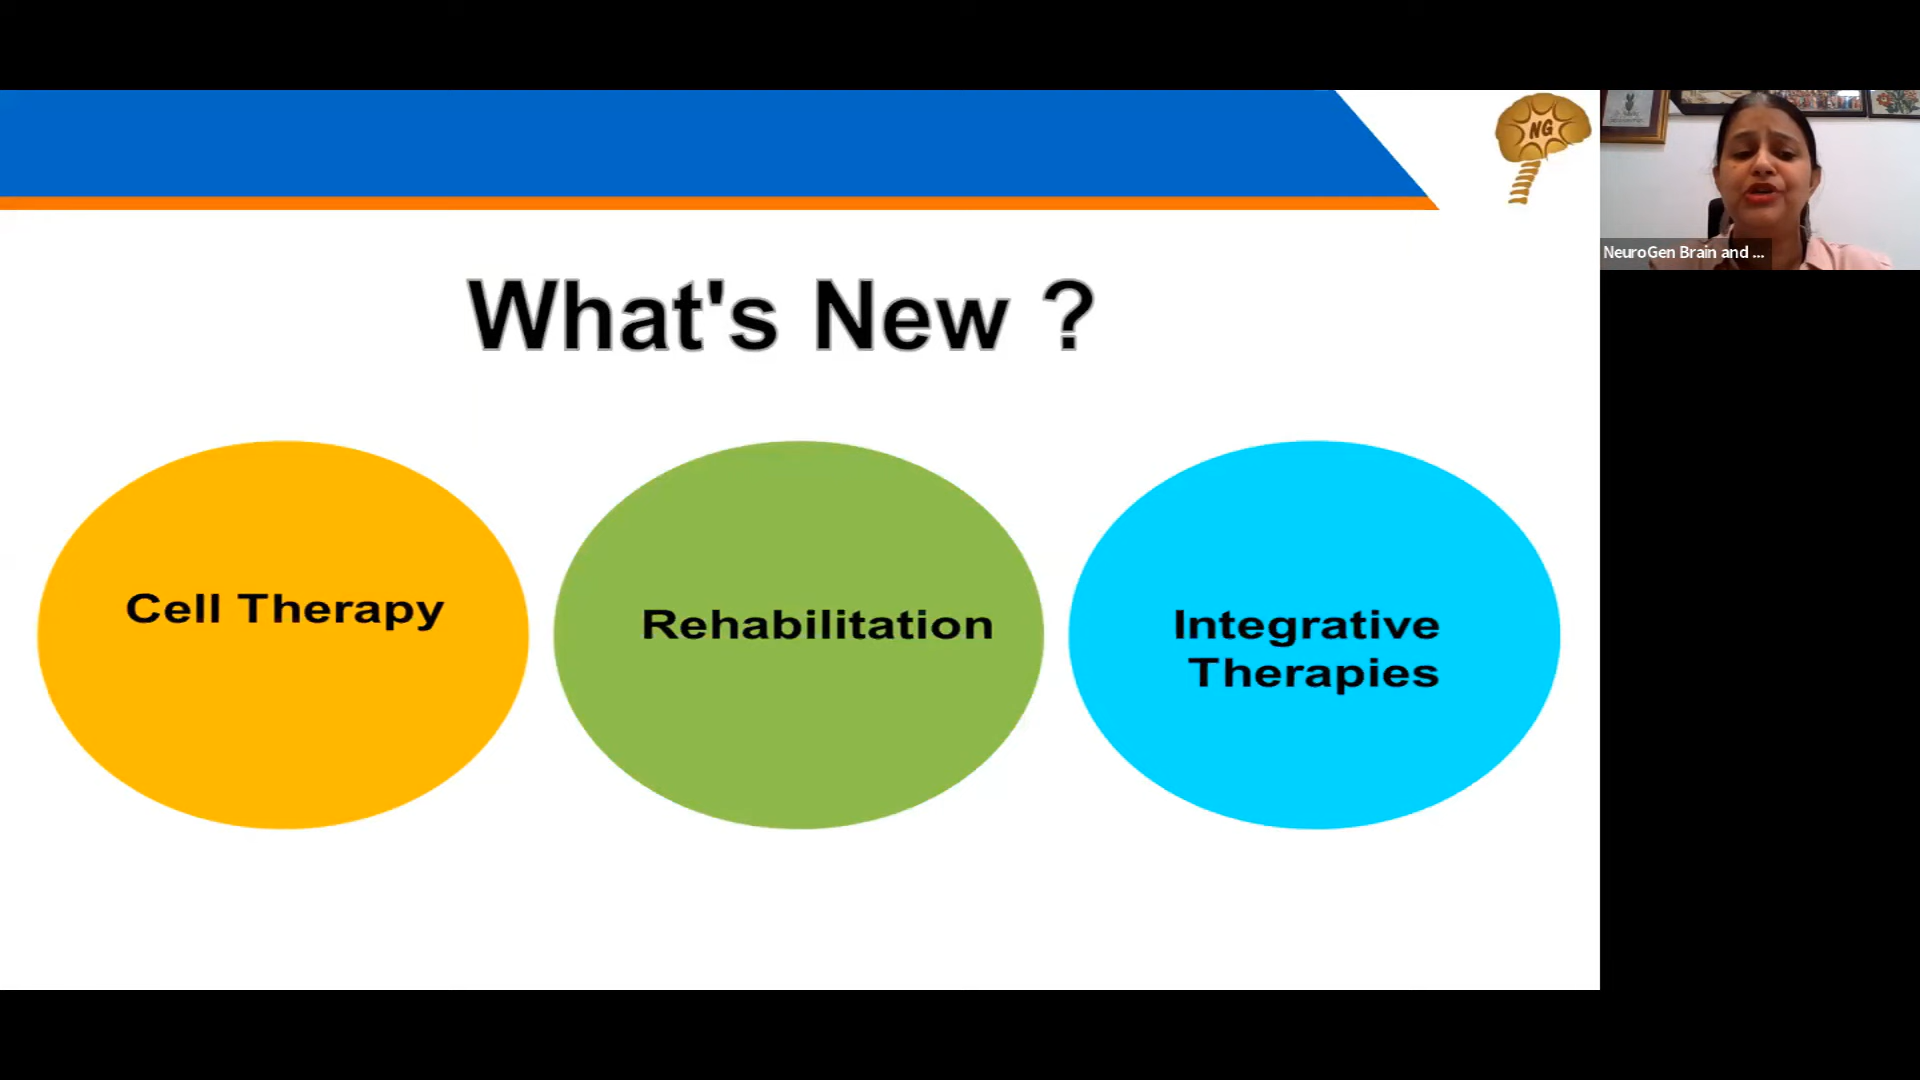 NG
NeuroGen Brain and ...
What's New ?
Cell Therapy
Rehabilitation
Integrative
Therapies